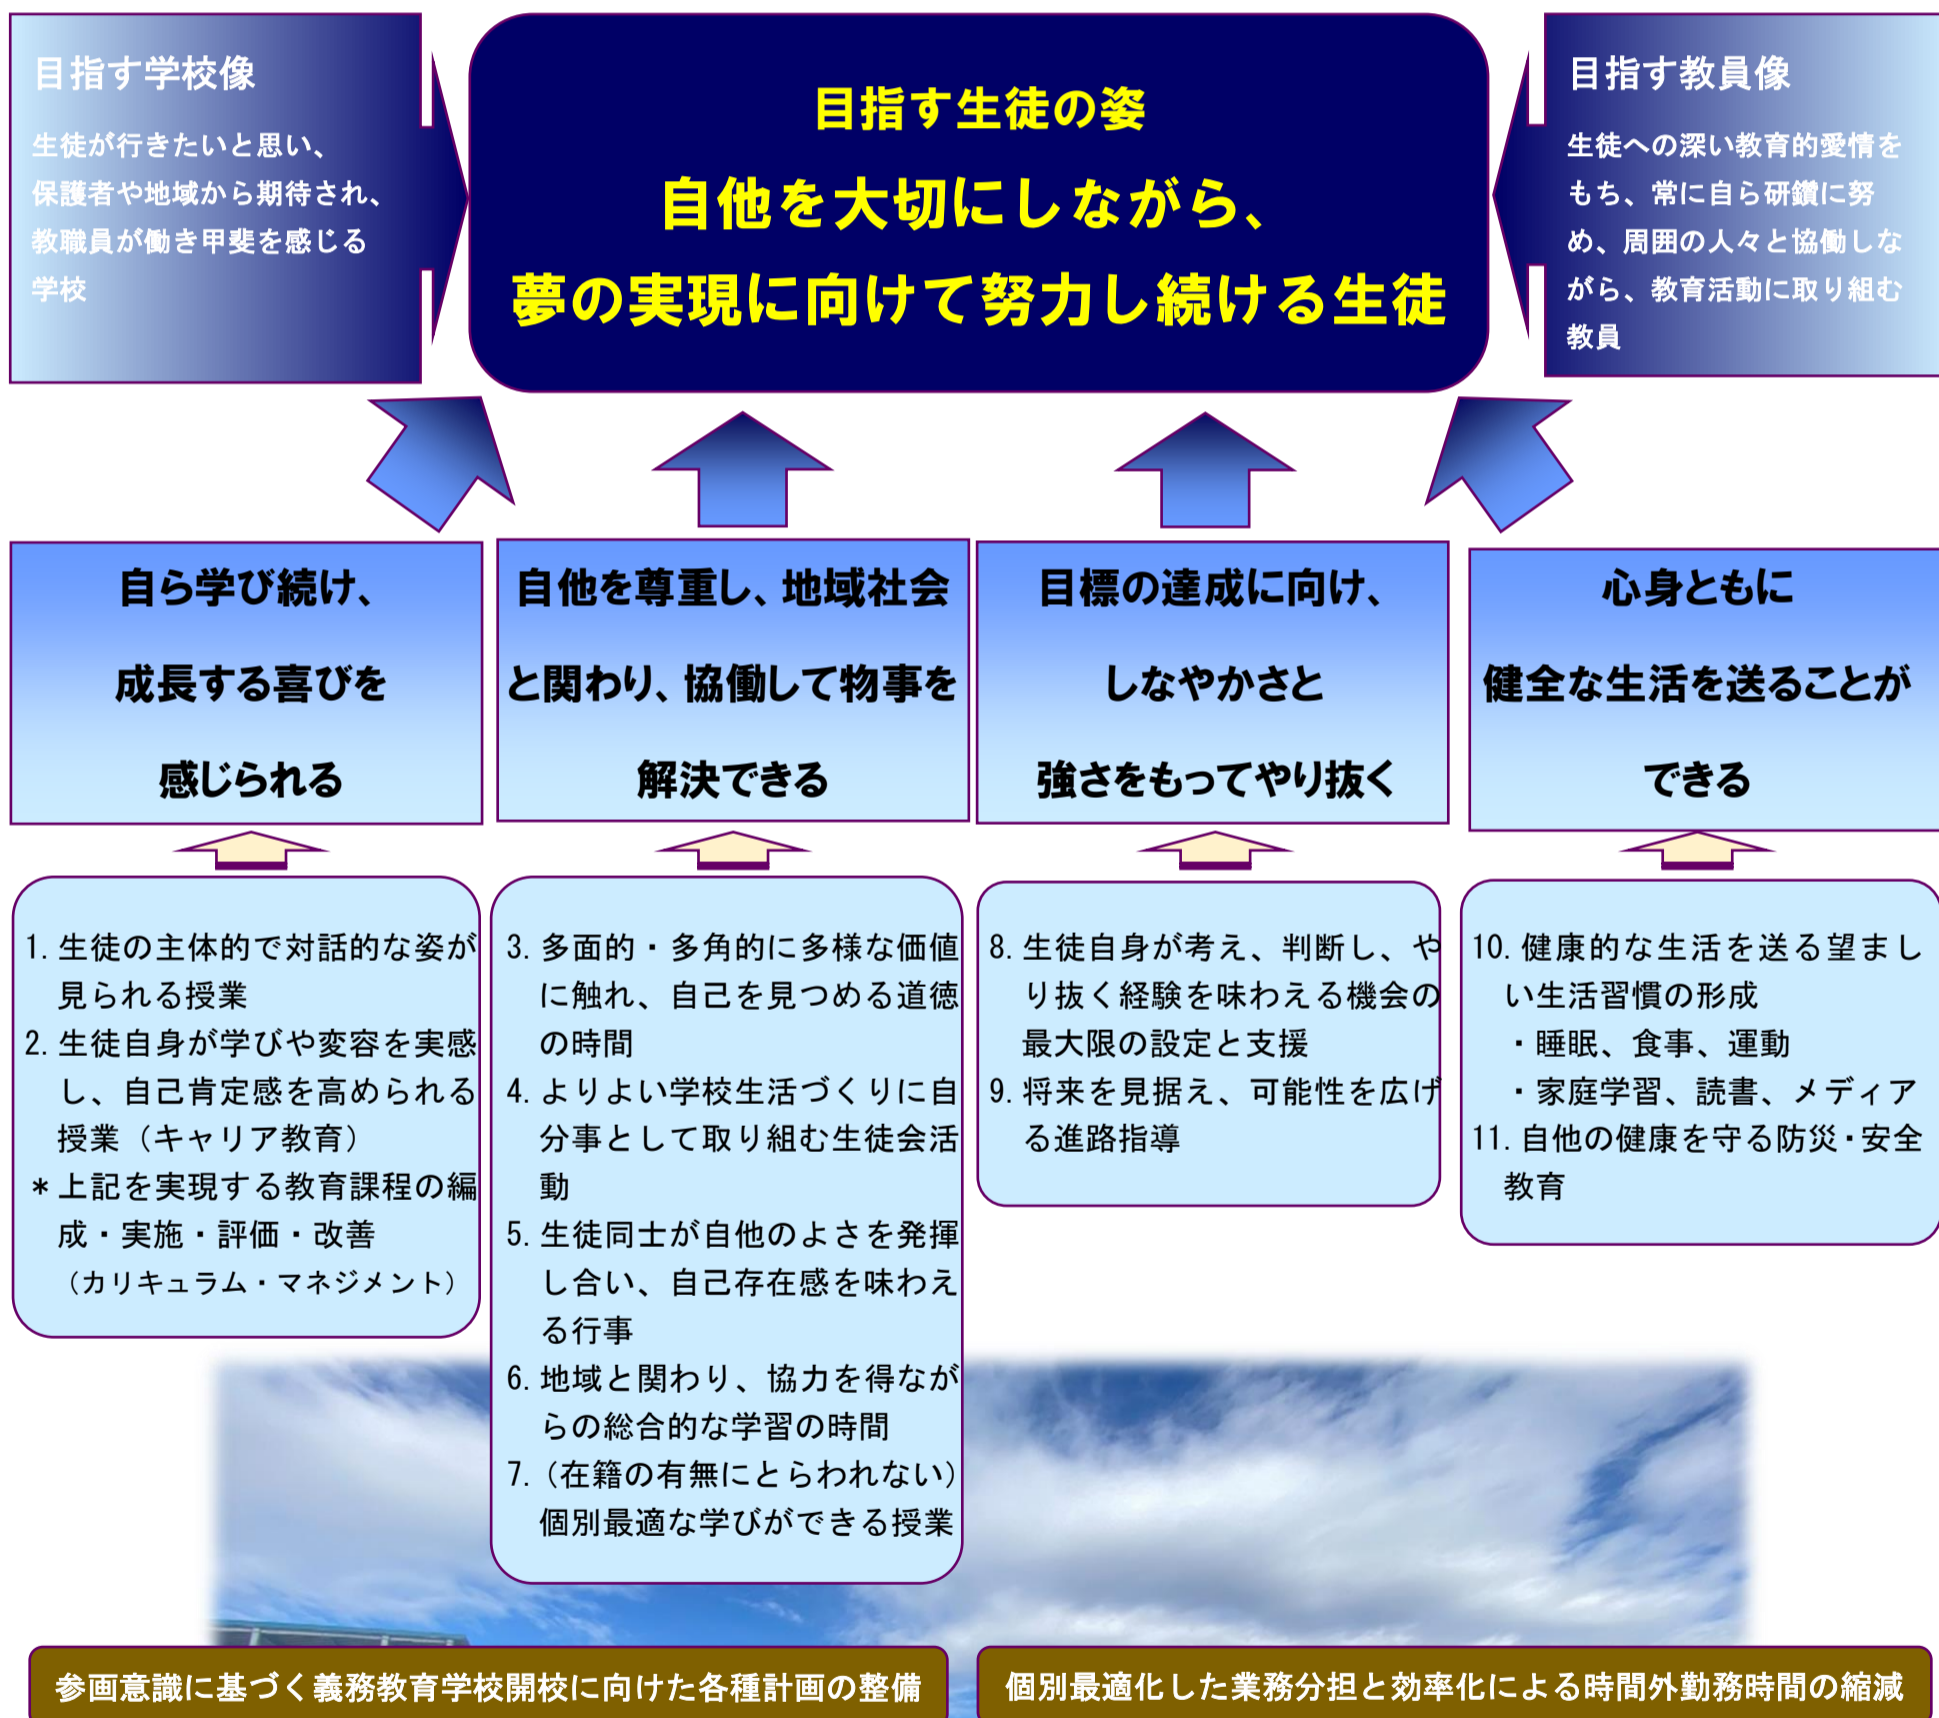 目指す学校像
生徒が行きたいと思い、
保護者や地域から期待され、
教職員が働き甲斐を感じる
学校
目指す生徒の姿
自他を大切にしながら、
夢の実現に向けて努力し続ける生徒
目指す教員像
生徒への深い教育的愛情を
もち、常に自ら研鑽に努
め、周囲の人々と協働しな
がら、教育活動に取り組む
教員
自ら学び続け、
成長する喜びを
感じられる
自他を尊重し、地域社会
と関わり、協働して物事を
解決できる
目標の達成に向け、
しなやかさと
強さをもってやり抜く
心身ともに
健全な生活を送ることが
できる
1. 生徒の主体的で対話的な姿が
見られる授業
2. 生徒自身が学びや変容を実感
し、自己肯定感を高められる
授業（キャリア教育）
＊上記を実現する教育課程の編
成・実施・評価・改善
（カリキュラム・マネジメント）
3. 多面的・多角的に多様な価値
に触れ、自己を見つめる道徳
の時間
4. よりよい学校生活づくりに自
分事として取り組む生徒会活
動
5. 生徒同士が自他のよさを発揮
し合い、自己存在感を味わえ
る行事
6. 地域と関わり、協力を得なが
らの総合的な学習の時間
7.（在籍の有無にとらわれない）
個別最適な学びができる授業
8. 生徒自身が考え、判断し、や
り抜く経験を味わえる機会の
最大限の設定と支援
9. 将来を見据え、可能性を広げ
る進路指導
10. 健康的な生活を送る望まし
い生活習慣の形成
・睡眠、食事、運動
・家庭学習、読書、メディア
11. 自他の健康を守る防災・安全
教育
参画意識に基づく義務教育学校開校に向けた各種計画の整備
個別最適化した業務分担と効率化による時間外勤務時間の縮減